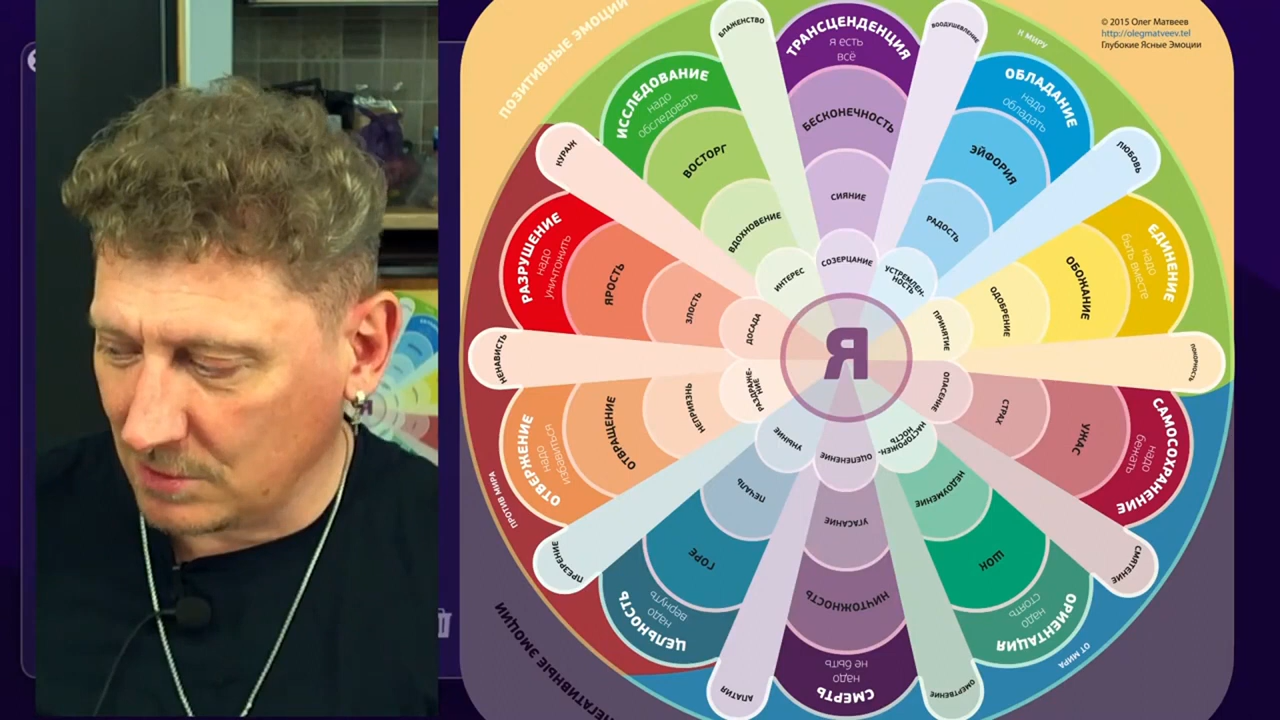 © 2015 Олег Матвеев
http://olegmatveev.tel
Глубокие Ясные Эмоции
ПОЗИТИВНЫЕ ЭМОЦИИ
К МИРУ
БЛАЖЕНСТВО
ТРАНСЦЕНДЕНЦИЯ
я есть
всё
БЕСКОНЕЧНОСТЬ
СИЯНИЕ
СОЗЕРЦАНИЕ
ВООДУШЕВЛЕНИЕ
ОБЛАДАНИЕ
надо
обладать
ЭЙФОРИЯ
РАДОСТЬ
УСТРЕМЛЕН-
НОСТЬ
ЛЮБОВЬ
ЕДИНЕНИЕ
надо
быть вместе
ОБОЖАНИЕ
ОДОБРЕНИЕ
ПРИНЯТИЕ
ПОКОРНОСТЬ
САМОСОХРАНЕНИЕ
надо
бежать
УЖАС
СТРАХ
ОПАСЕНИЕ
СМЯТЕНИЕ
ОРИЕНТАЦИЯ
надо
стоять
ШОК
НЕДОУМЕНИЕ
НАСТОРОЖЕН-
НОСТЬ
ОТ МИРА
ОМЕРТВЕНИЕ
СМЕРТЬ
надо
не быть
НИЧТОЖНОСТЬ
УГАСАНИЕ
ОЦЕПЕНЕНИЕ
АПАТИЯ
ЦЕЛЬНОСТЬ
надо
вернуть
ГОРЕ
ПЕЧАЛЬ
УНЫНИЕ
НЕГАТИВНЫЕ ЭМОЦИИ
ПРЕЗРЕНИЕ
ПРОТИВ МИРА
ОТВЕРЖЕНИЕ
надо
избавиться
ОТВРАЩЕНИЕ
НЕПРИЯЗНЬ
РАЗДРАЖЕ-
НИЕ
НЕНАВИСТЬ
РАЗРУШЕНИЕ
надо
уничтожить
ЯРОСТЬ
ЗЛОСТЬ
ДОСАДА
КУРАЖ
ИССЛЕДОВАНИЕ
надо
обследовать
ВОСТОРГ
ВДОХНОВЕНИЕ
ИНТЕРЕС
Я